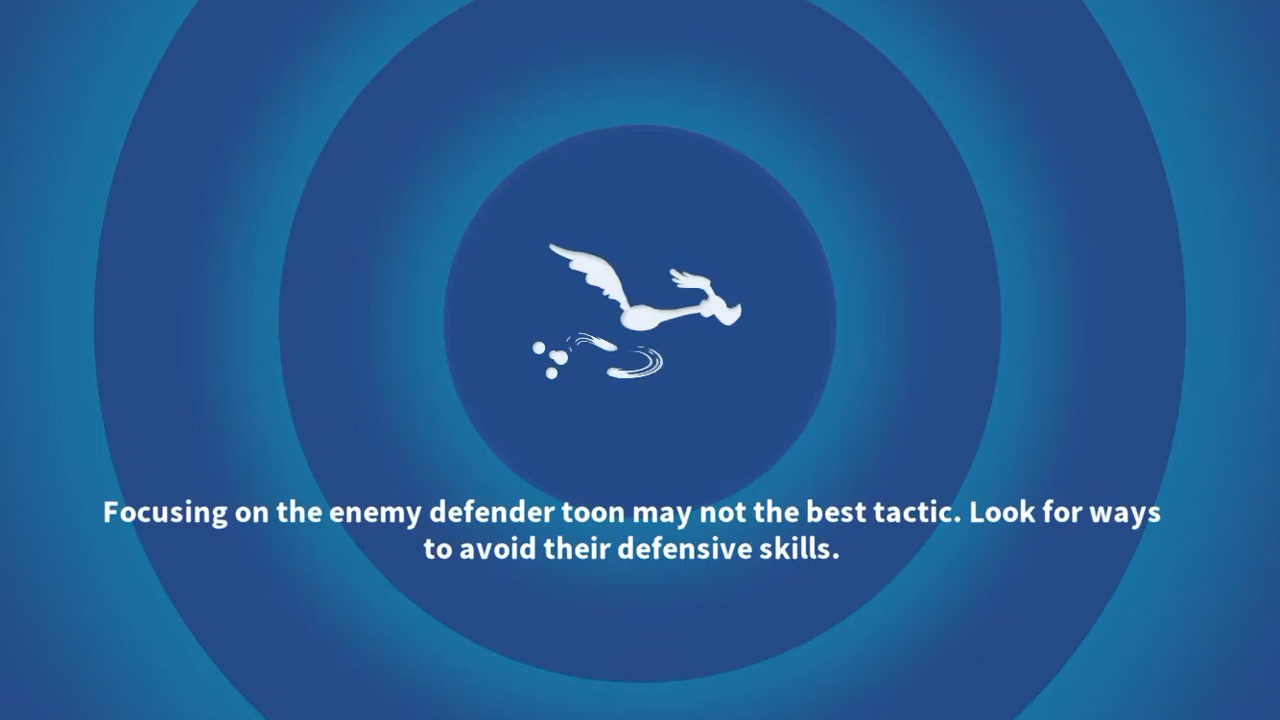 Focusing on the enemy defender toon may not the best tactic. Look for ways
to avoid their defensive skills.